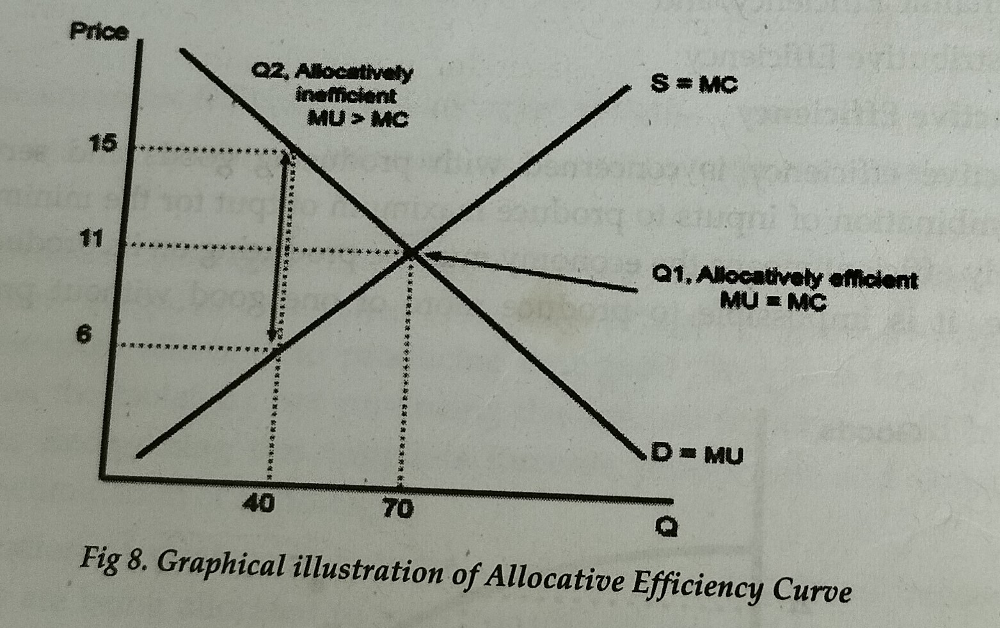 Price
Q2, Allocatively
inefficient
MU > MC
S = MC
15
11
Q1, Allocatively efficient
MU = MC
6
D = MU
40
70
Q
Fig 8. Graphical illustration of Allocative Efficiency Curve